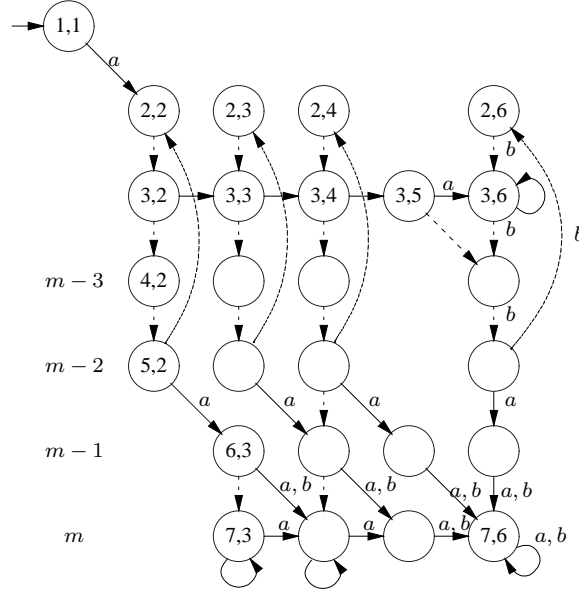 1,1
a
2,2 2,3 2,4 2,6
b
3,2 3,3 3,4 3,5 a 3,6
b
b
m − 3 4,2
b
m − 2 5,2
a a a a
m − 1 6,3
a, b a, b a, b a, b
m 7,3 a a a, b 7,6 a, b